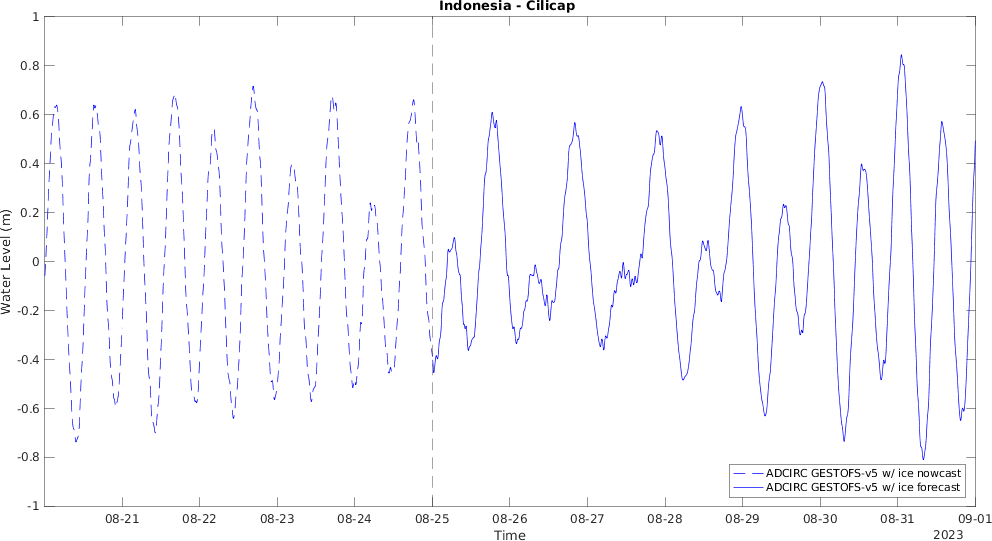 Indonesia - Cilicap
1
0.8
0.6
0.4
0.2
0
-0.2
-0.4
-0.6
-0.8
-1
Water Level (m)
ADCIRC GESTOFS-v5 w/ ice nowcast
ADCIRC GESTOFS-v5 w/ ice forecast
08-21 08-22 08-23 08-24 08-25 08-26 08-27 08-28 08-29 08-30 08-31 09-01
Time
2023